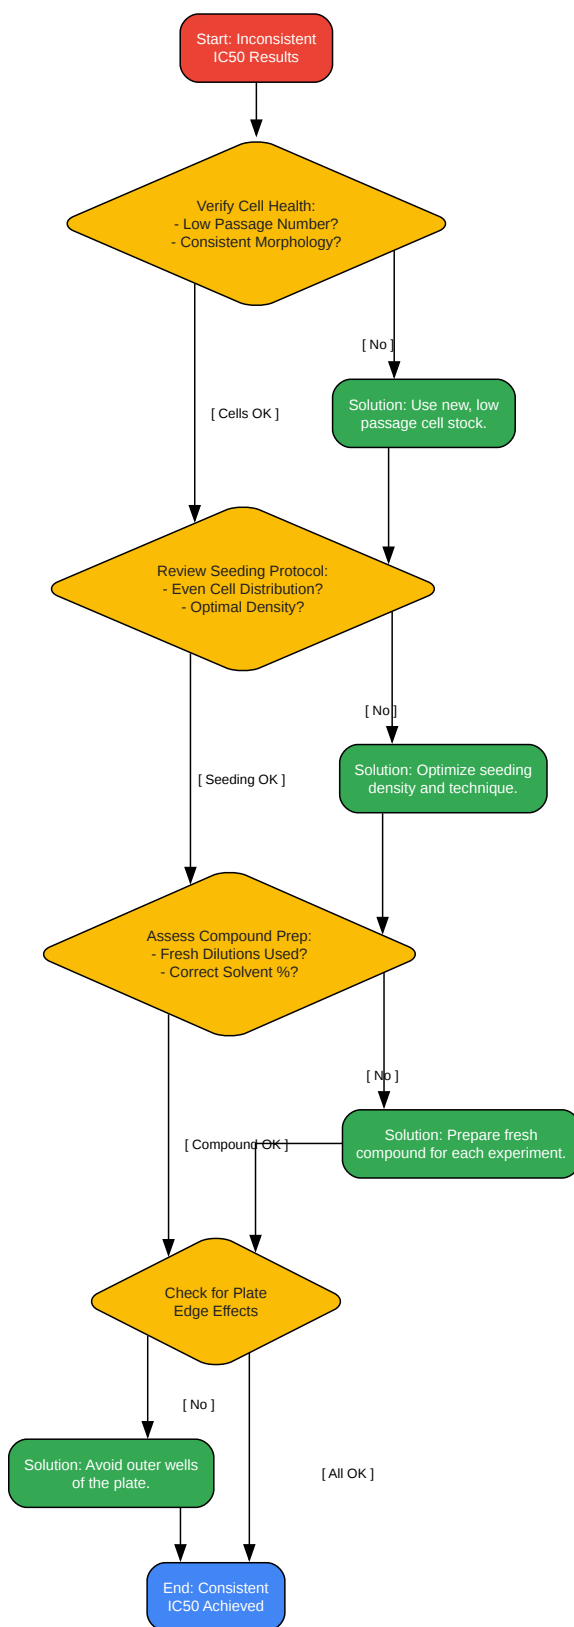 Start: Inconsistent
IC50 Results
Verify Cell Health:
- Low Passage Number?
- Consistent Morphology?
[ No ]
Solution: Use new, low
passage cell stock.
[ Cells OK ]
Review Seeding Protocol:
- Even Cell Distribution?
- Optimal Density?
[ No ]
Solution: Optimize seeding
density and technique.
[ Seeding OK ]
Assess Compound Prep:
- Fresh Dilutions Used?
- Correct Solvent %?
[ No ]
Solution: Prepare fresh
compound for each experiment.
[ Compound OK ]
Check for Plate
Edge Effects
[ No ]
Solution: Avoid outer wells
of the plate.
[ All OK ]
End: Consistent
IC50 Achieved